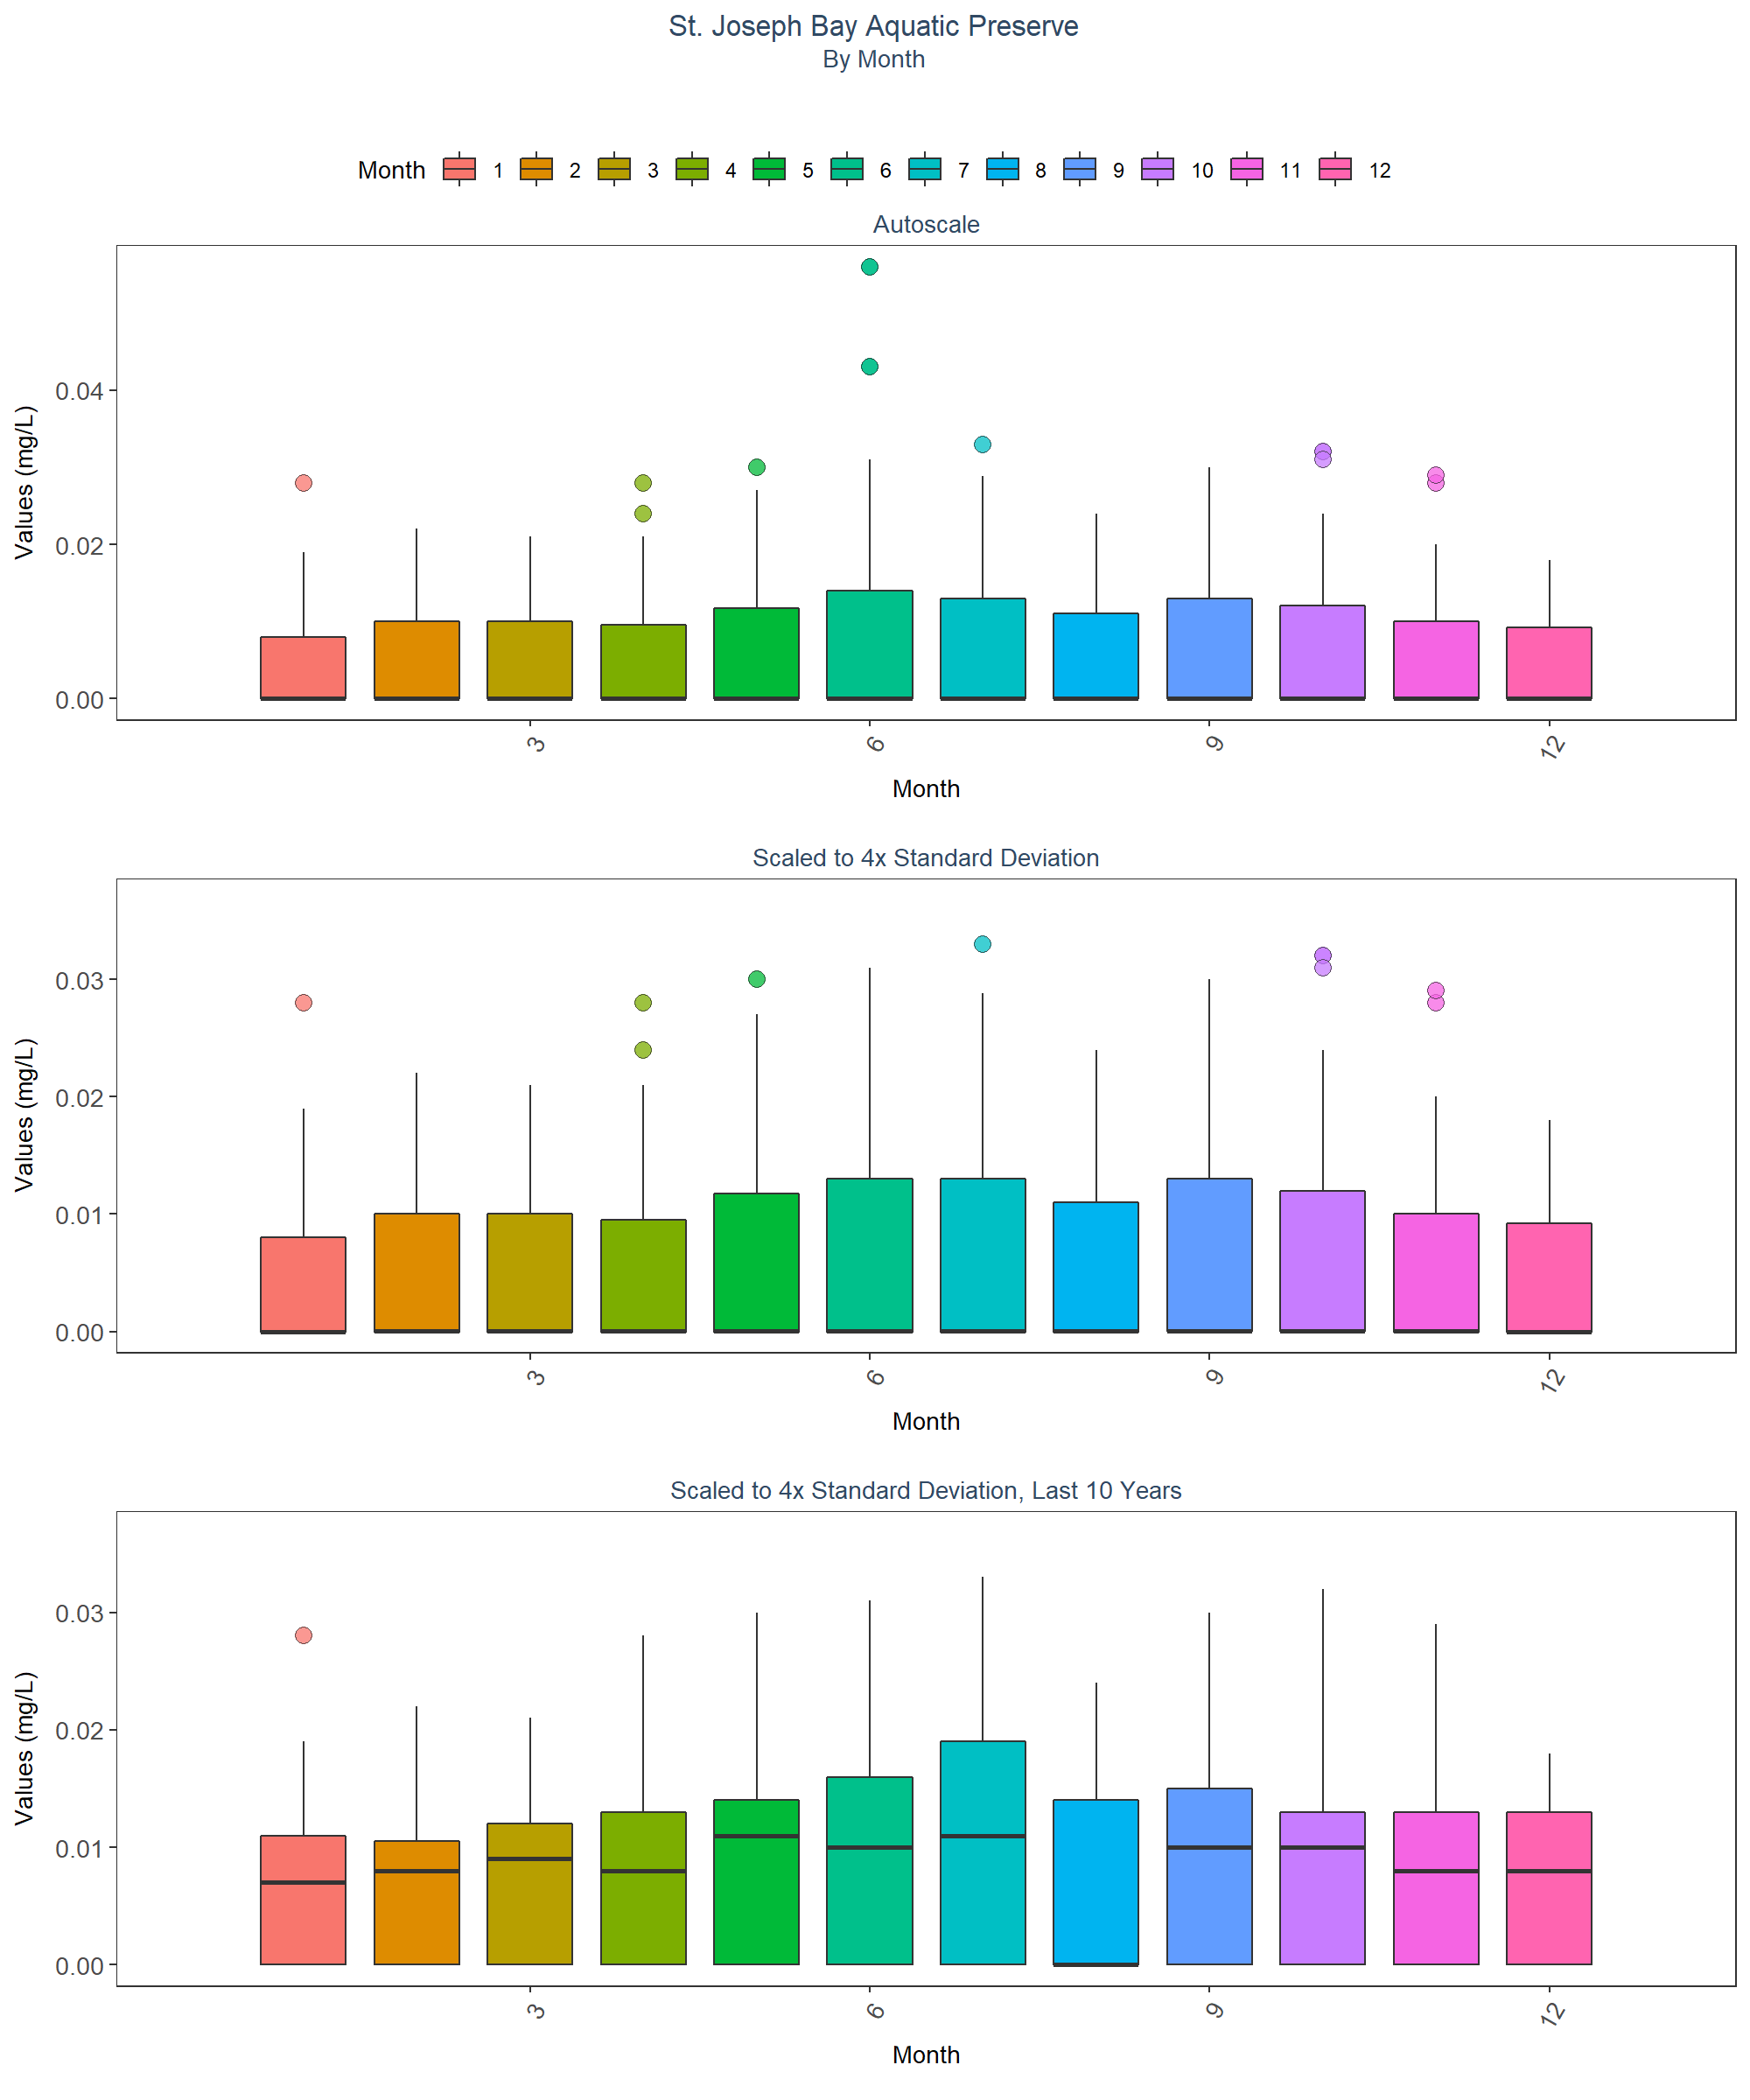 St. Joseph Bay Aquatic Preserve
By Month
Month 1 2 3 4 5 6 7 8 9 10 11 12
Autoscale
Values (mg/L)
0.04
0.02
0.00
3 6 9 12
Month
Scaled to 4x Standard Deviation
Values (mg/L)
0.03
0.02
0.01
0.00
3 6 9 12
Month
Scaled to 4x Standard Deviation, Last 10 Years
Values (mg/L)
0.03
0.02
0.01
0.00
3 6 9 12
Month